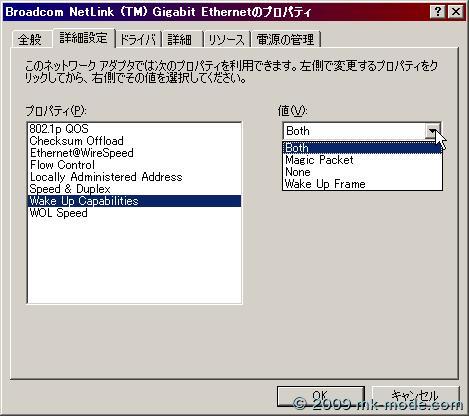 Broadcom NetLink (TM) Gigabit Ethernetのプロパティ
全般 詳細設定 ドライバ 詳細 リソース 電源の管理
このネットワーク アダプタでは次のプロパティを利用できます。左側で変更するプロパティをク
リックしてから、右側でその値を選択してください。
プロパティ(P):
802.1p QOS
Checksum Offload
Ethernet@WireSpeed
Flow Control
Locally Administered Address
Speed & Duplex
Wake Up Capabilities
WOL Speed
値(V):
Both
Both
Magic Packet
None
Wake Up Frame
OK キャンセル
© 2009 mk-mode.com